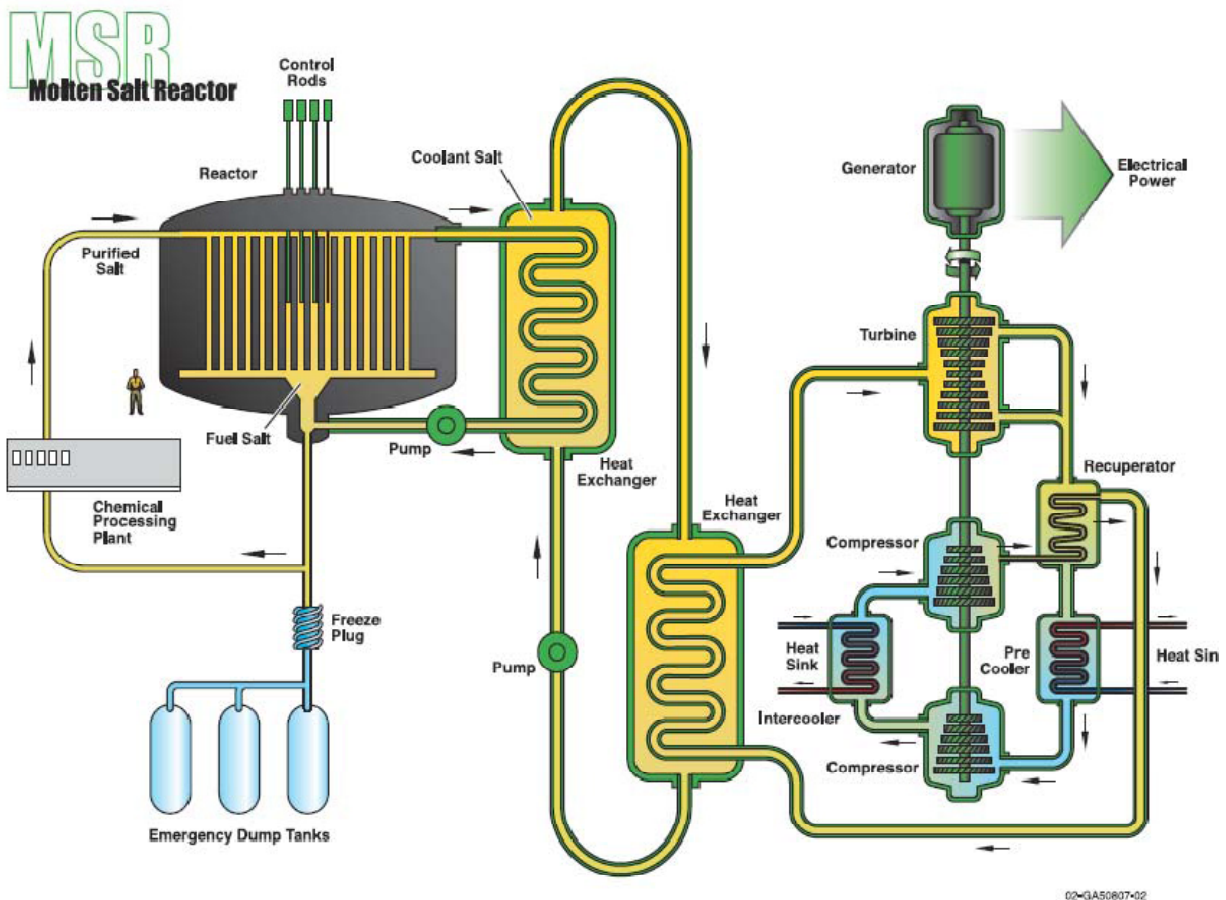 MSR
Molten Salt Reactor
Control
Rods
Reactor
Coolant Salt
Generator
Electrical
Power
Purified
Salt
Turbine
Fuel Salt
Pump
Heat
Exchanger
Recuperator
Chemical
Processing
Plant
Heat
Exchanger
Compressor
Freeze
Plug
Pump
Heat
Sink
Pre
Cooler
Heat Sin
Intercooler
Compressor
Emergency Dump Tanks
02-GA50807-02